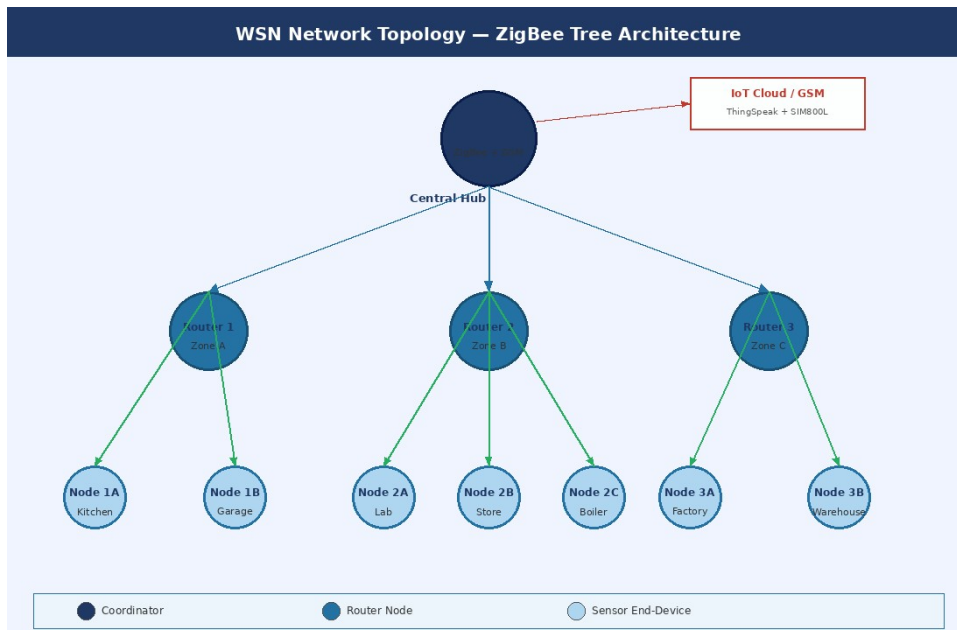 WSN Network Topology — ZigBee Tree Architecture
IoT Cloud / GSM
ThingSpeak + SIM800L
Central Hub
Router 1
Zone A
Router 2
Zone B
Router 3
Zone C
Node 1A
Kitchen
Node 1B
Garage
Node 2A
Lab
Node 2B
Store
Node 2C
Boiler
Node 3A
Factory
Node 3B
Warehouse
Coordinator
Router Node
Sensor End-Device